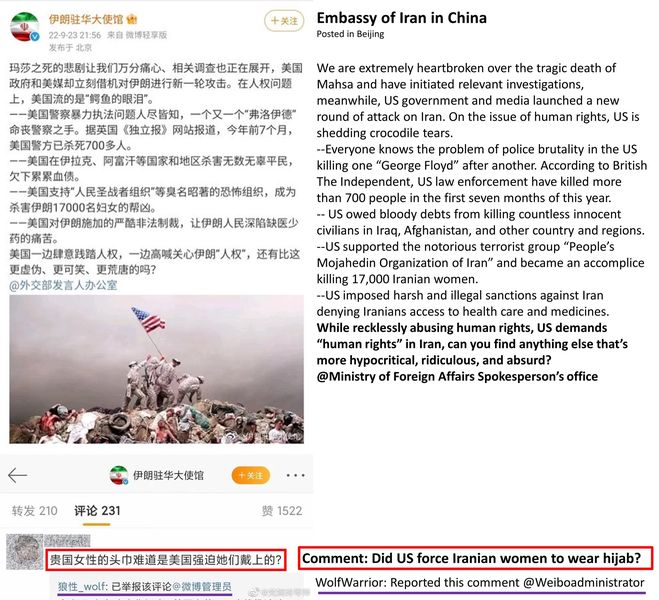 伊朗驻华大使馆
+关注
22-9-23 21:56 来自 微博轻享版
发布于 北京
玛莎之死的悲剧让我们万分痛心、相关调查也正在展开，美国
政府和美媒却立刻借机对伊朗进行新一轮攻击。在人权问题
上，美国流的是“鳄鱼的眼泪”。
——美国警察暴力执法问题人尽皆知，一个又一个“弗洛伊德”
命丧警察之手。据英国《独立报》网站报道，今年前7个月，
美国警方已杀死700多人。
——美国在伊拉克、阿富汗等国家和地区杀害无数无辜平民，
欠下累累血债。
——美国支持“人民圣战者组织”等臭名昭著的恐怖组织，成为
杀害伊朗17000名妇女的帮凶。
——美国对伊朗施加的严酷非法制裁，让伊朗人民深陷缺医少
药的痛苦。
美国一边肆意践踏人权，一边高喊关心伊朗“人权”，还有比这
更虚伪、更可笑、更荒唐的吗？
@外交部发言人办公室
伊朗驻华大使馆
+关注
转发 210 评论 231 赞 1522
贵国女性的头巾难道是美国强迫她们戴上的?
狼性_wolf: 已举报该评论@微博管理员
Embassy of Iran in China
Posted in Beijing
We are extremely heartbroken over the tragic death of
Mahsa and have initiated relevant investigations,
meanwhile, US government and media launched a new
round of attack on Iran. On the issue of human rights, US is
shedding crocodile tears.
--Everyone knows the problem of police brutality in the US
killing one “George Floyd” after another. According to British
The Independent, US law enforcement have killed more
than 700 people in the first seven months of this year.
-- US owed bloody debts from killing countless innocent
civilians in Iraq, Afghanistan, and other country and regions.
--US supported the notorious terrorist group “People’s
Mojahedin Organization of Iran” and became an accomplice
killing 17,000 Iranian women.
--US imposed harsh and illegal sanctions against Iran
denying Iranians access to health care and medicines.
While recklessly abusing human rights, US demands
“human rights” in Iran, can you find anything else that’s
more hypocritical, ridiculous, and absurd?
@Ministry of Foreign Affairs Spokesperson’s office
Comment: Did US force Iranian women to wear hijab?
WolfWarrior: Reported this comment @Weiboadministrator